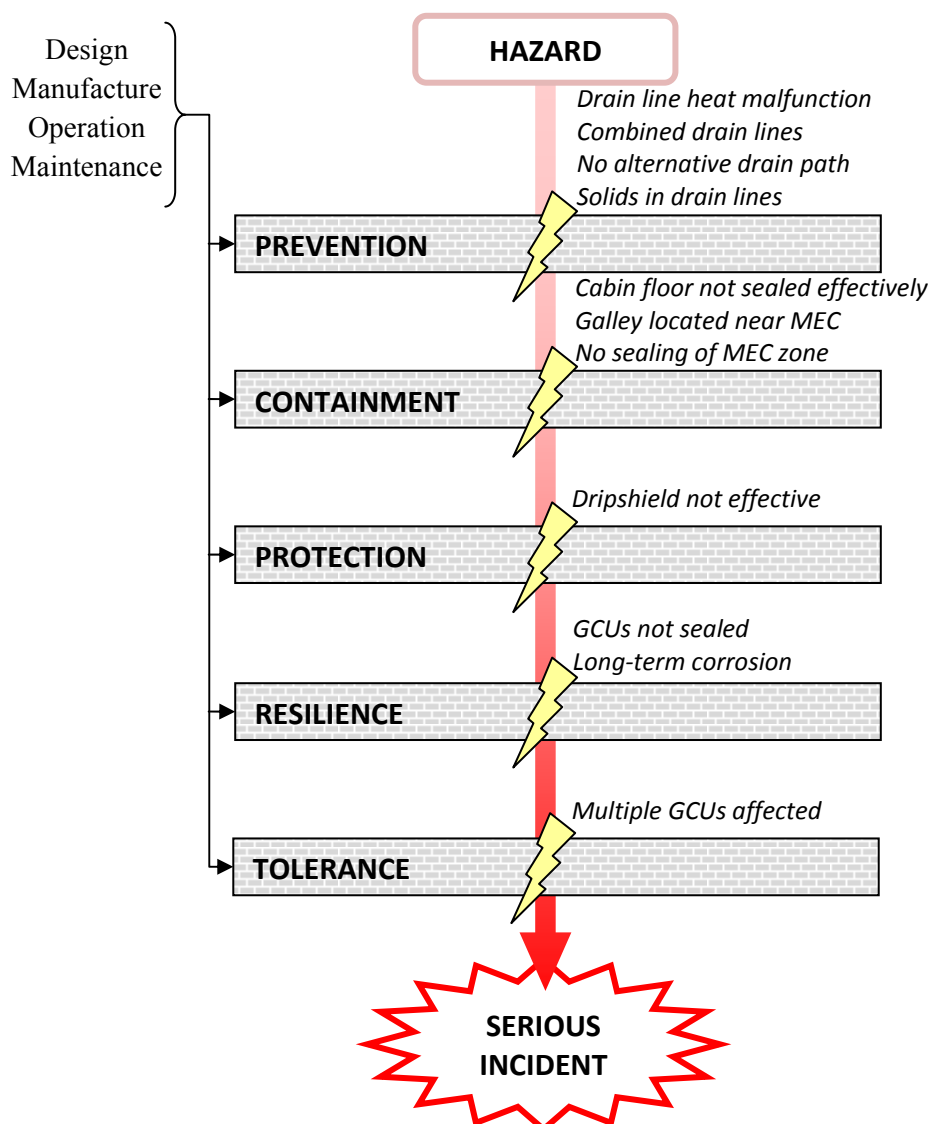 Design
Manufacture
Operation
Maintenance
HAZARD
Drain line heat malfunction
Combined drain lines
No alternative drain path
Solids in drain lines
PREVENTION
Cabin floor not sealed effectively
Galley located near MEC
No sealing of MEC zone
CONTAINMENT
Dripshield not effective
PROTECTION
GCUs not sealed
Long-term corrosion
RESILIENCE
Multiple GCUs affected
TOLERANCE
SERIOUS
INCIDENT